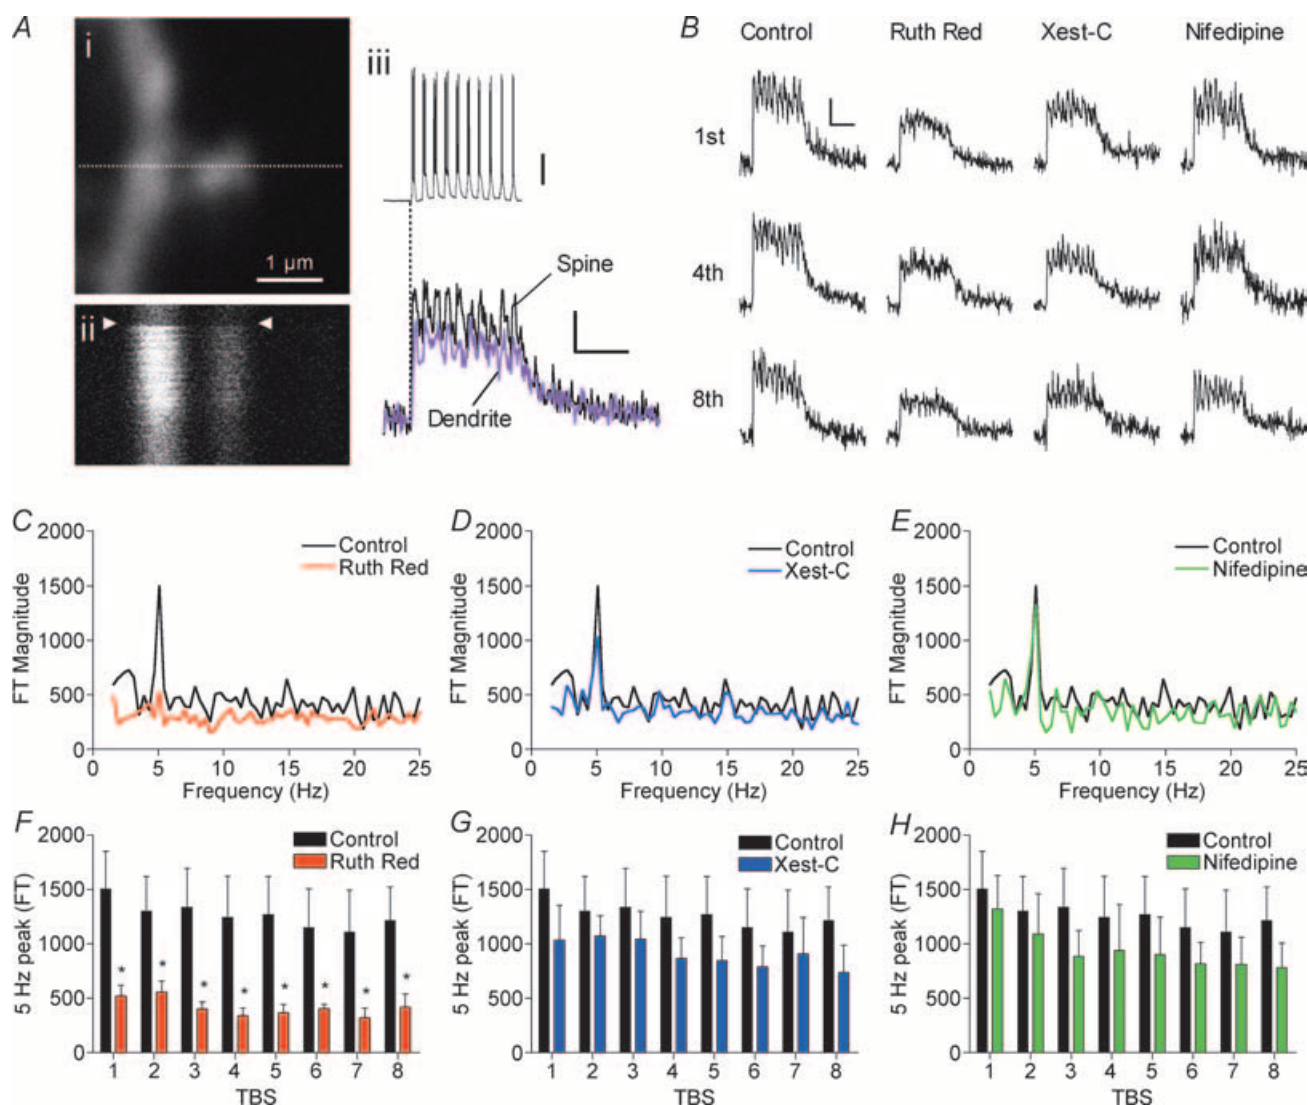 A
i
1 µm
ii
iii
Spine
Dendrite
B
Control Ruth Red Xest-C Nifedipine
1st
4th
8th
C
2000
1500
1000
500
0
FT Magnitude
Control
Ruth Red
0 5 10 15 20 25
Frequency (Hz)
D
2000
1500
1000
500
0
FT Magnitude
Control
Xest-C
0 5 10 15 20 25
Frequency (Hz)
E
2000
1500
1000
500
0
FT Magnitude
Control
Nifedipine
0 5 10 15 20 25
Frequency (Hz)
F
2000
1500
1000
500
0
5 Hz peak (FT)
Control
Ruth Red
* * * * * * * *
1 2 3 4 5 6 7 8
TBS
G
2000
1500
1000
500
0
5 Hz peak (FT)
Control
Xest-C
1 2 3 4 5 6 7 8
TBS
H
2000
1500
1000
500
0
5 Hz peak (FT)
Control
Nifedipine
1 2 3 4 5 6 7 8
TBS